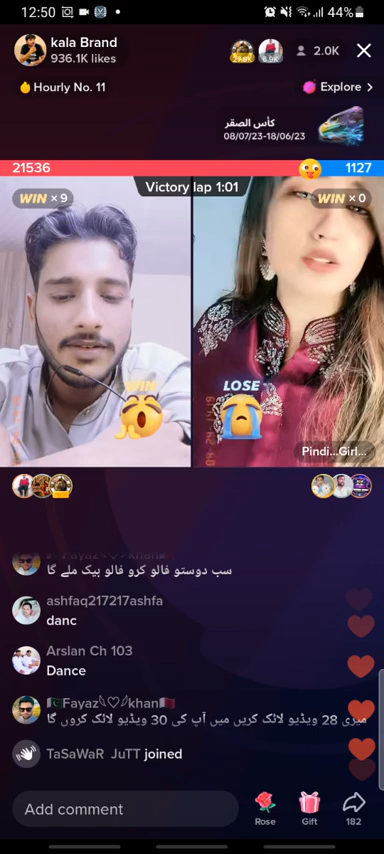 12:50
44%
kala Brand
936.1K likes
2.0K
Hourly No. 11
Explore
كأس الصقر
08/07/23-18/06/23
21536
1127
Victory lap 1:01
WIN × 9
WIN × 0
WIN
LOSE
Pindi...Girl...
سب دوستو فالو کرو فالو بیک ملے گا
ashfaq217217ashfa
danc
Arslan Ch 103
Dance
🇵🇰Fayaz♡khan🇶🇦
میری 28 ویڈیو لائک کریں میں آپ کی 30 ویڈیو لائک کروں گا
TaSaWaR JuTT joined
Add comment
Rose
Gift
182